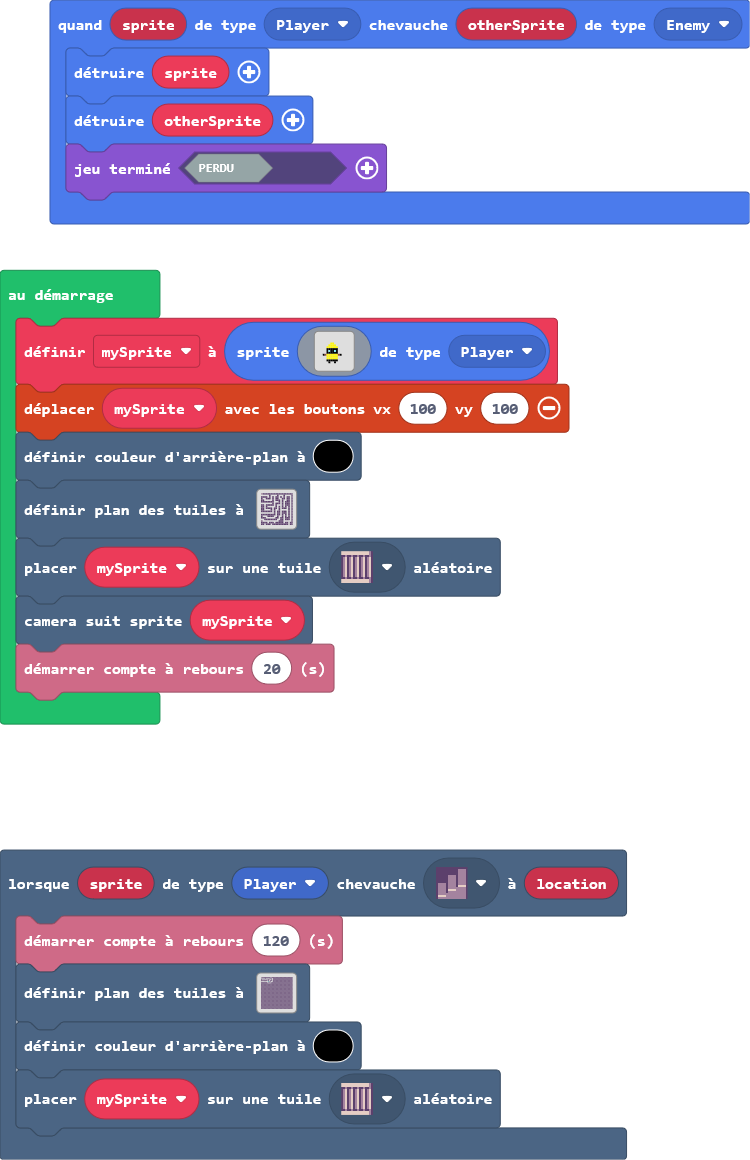 quand sprite de type Player chevauche otherSprite de type Enemy
détruire sprite
détruire otherSprite
jeu terminé PERDU
au démarrage
définir mySprite à sprite de type Player
déplacer mySprite avec les boutons vx 100 vy 100
définir couleur d'arrière-plan à
définir plan des tuiles à
placer mySprite sur une tuile aléatoire
camera suit sprite mySprite
démarrer compte à rebours 20 (s)
lorsque sprite de type Player chevauche à location
démarrer compte à rebours 120 (s)
définir plan des tuiles à
définir couleur d'arrière-plan à
placer mySprite sur une tuile aléatoire